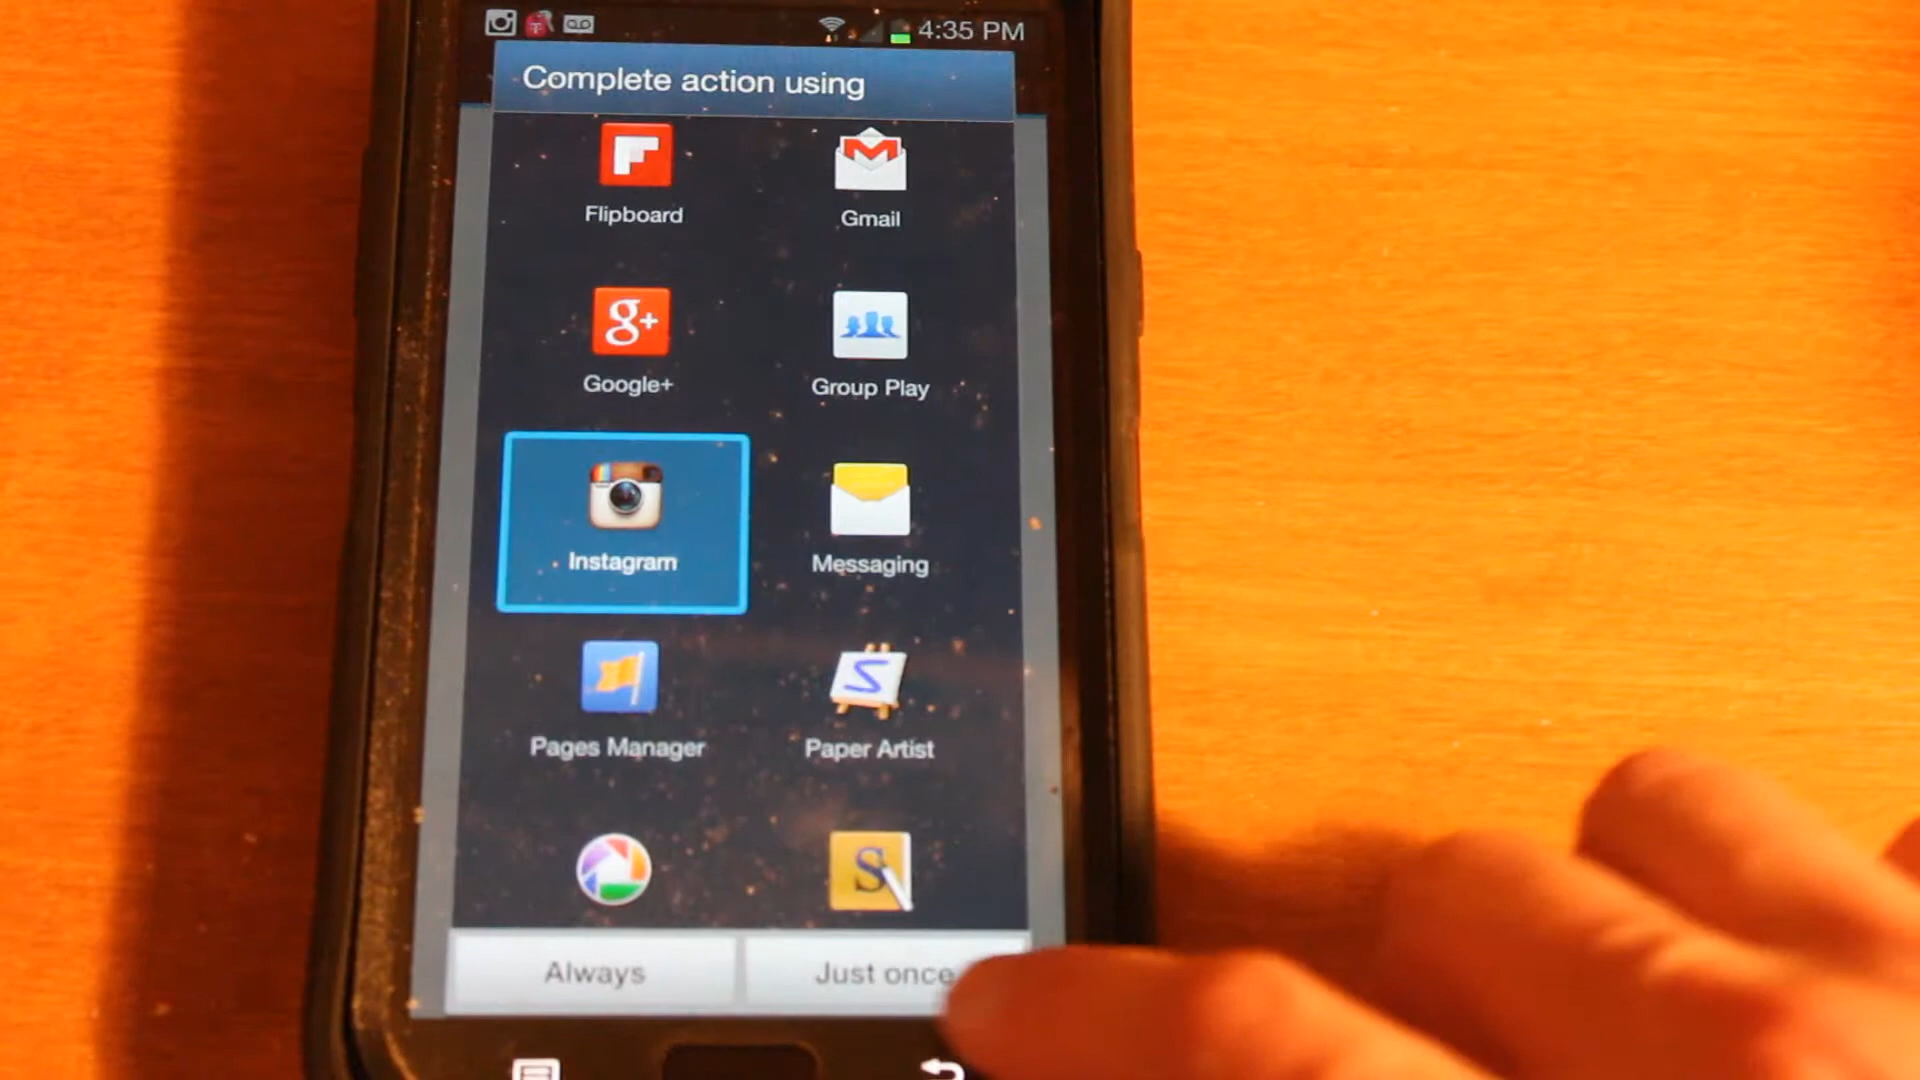 4:35 PM
Complete action using
Flipboard
Gmail
g+
Google+
Group Play
Instagram
Messaging
Pages Manager
Paper Artist
S
Always
Just once